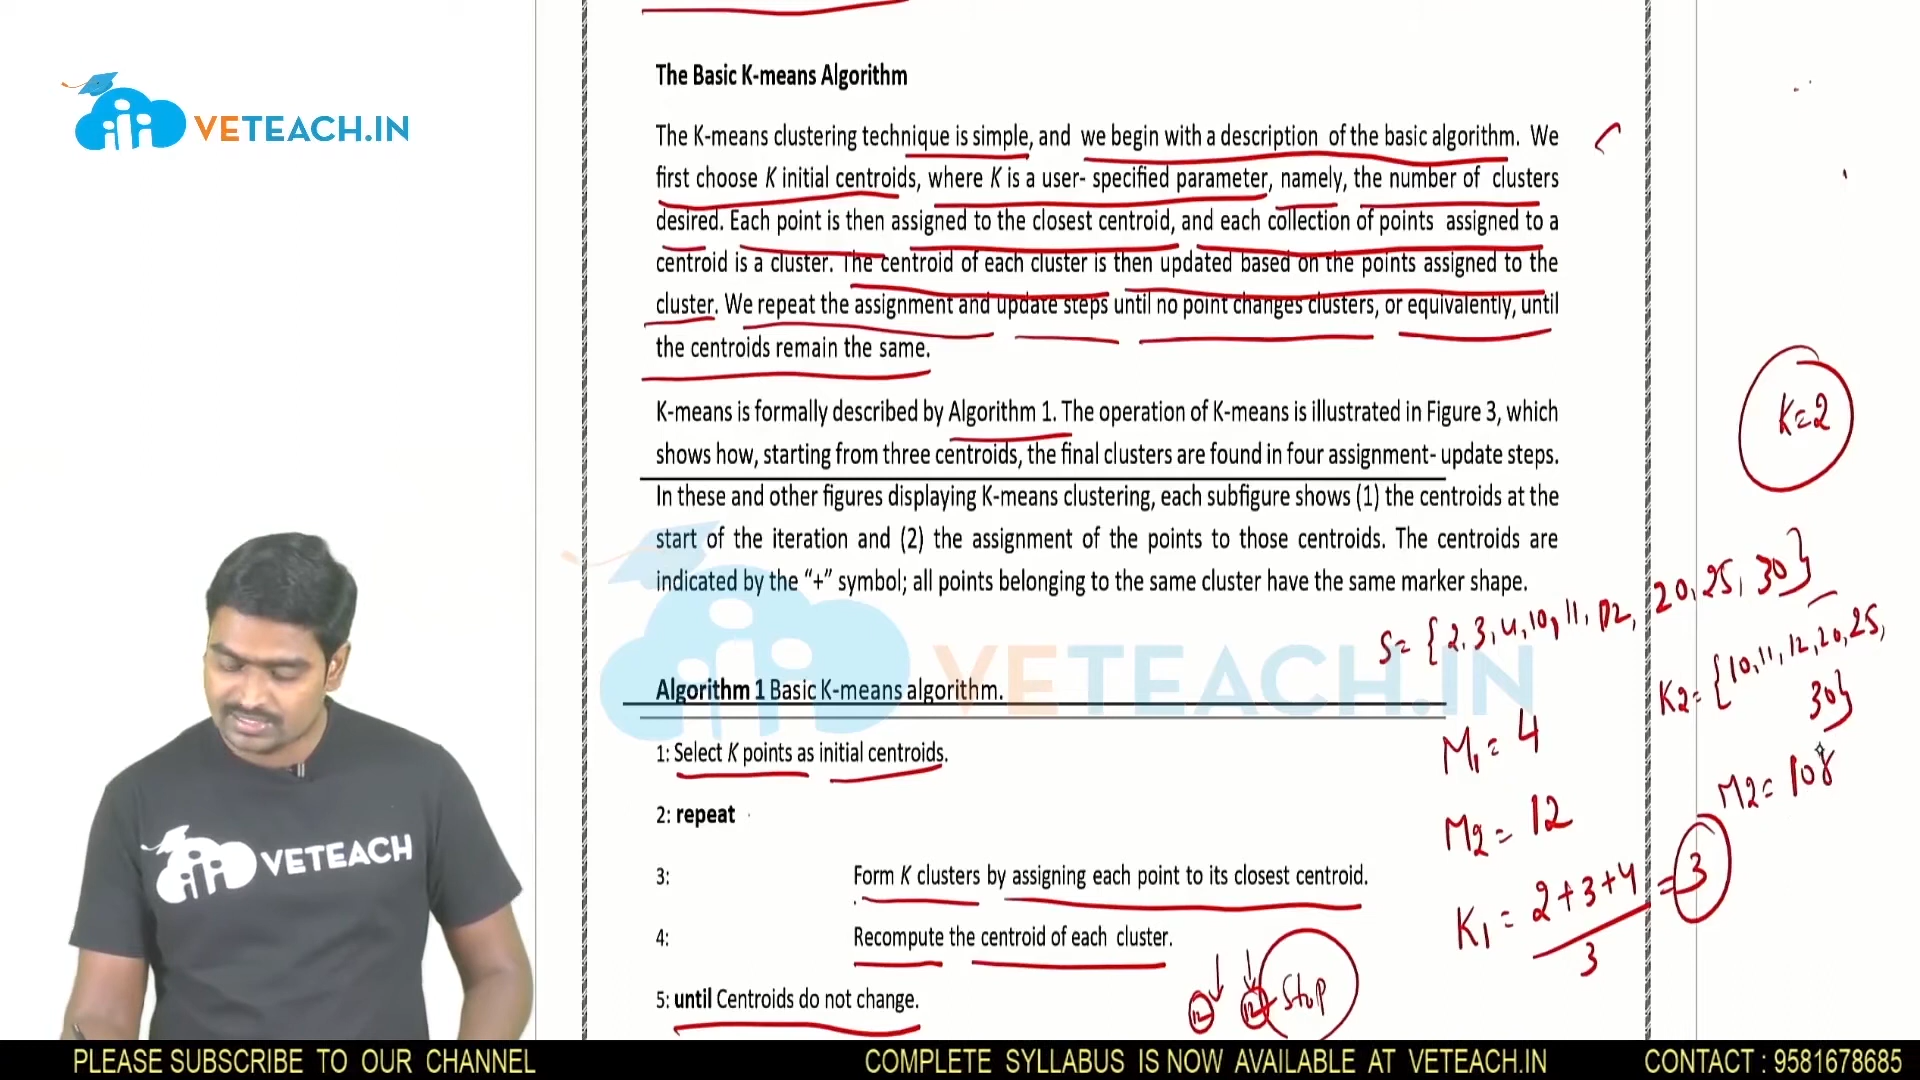 VETEACH.IN
The Basic K-means Algorithm
The K-means clustering technique is simple, and we begin with a description of the basic algorithm. We
first choose K initial centroids, where K is a user- specified parameter, namely, the number of clusters
desired. Each point is then assigned to the closest centroid, and each collection of points assigned to a
centroid is a cluster. The centroid of each cluster is then updated based on the points assigned to the
cluster. We repeat the assignment and update steps until no point changes clusters, or equivalently, until
the centroids remain the same.
K=2
K-means is formally described by Algorithm 1. The operation of K-means is illustrated in Figure 3, which
shows how, starting from three centroids, the final clusters are found in four assignment- update steps.
In these and other figures displaying K-means clustering, each subfigure shows (1) the centroids at the
start of the iteration and (2) the assignment of the points to those centroids. The centroids are
indicated by the “+” symbol; all points belonging to the same cluster have the same marker shape.
S= {2,3,4,10,11,12,20,25,30}
K2= {10,11,12,20,25,
30}
VETEACH.IN
Algorithm 1 Basic K-means algorithm.
M1= 4
1: Select K points as initial centroids.
M2= 108
2: repeat
M2= 12
3: Form K clusters by assigning each point to its closest centroid.
K1= 2+3+4 = 3
3
4: Recompute the centroid of each cluster.
12 12 Stop
5: until Centroids do not change.
VETEACH
PLEASE SUBSCRIBE TO OUR CHANNEL COMPLETE SYLLABUS IS NOW AVAILABLE AT VETEACH.IN CONTACT : 9581678685